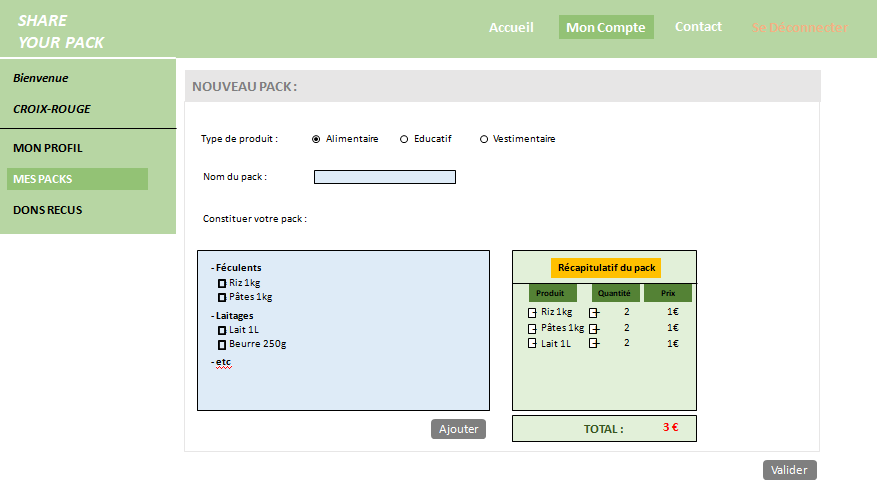 SHARE
YOUR PACK
Accueil
Mon Compte
Contact
Se Déconnecter
Bienvenue
CROIX-ROUGE
MON PROFIL
MES PACKS
DONS RECUS
NOUVEAU PACK :
Type de produit : Alimentaire Educatif Vestimentaire
Nom du pack :
Constituer votre pack :
- Féculents
Riz 1kg
Pâtes 1kg
- Laitages
Lait 1L
Beurre 250g
- etc
Ajouter
Récapitulatif du pack
Produit Quantité Prix
Riz 1kg 2 1€
Pâtes 1kg 2 1€
Lait 1L 2 1€
TOTAL : 3 €
Valider